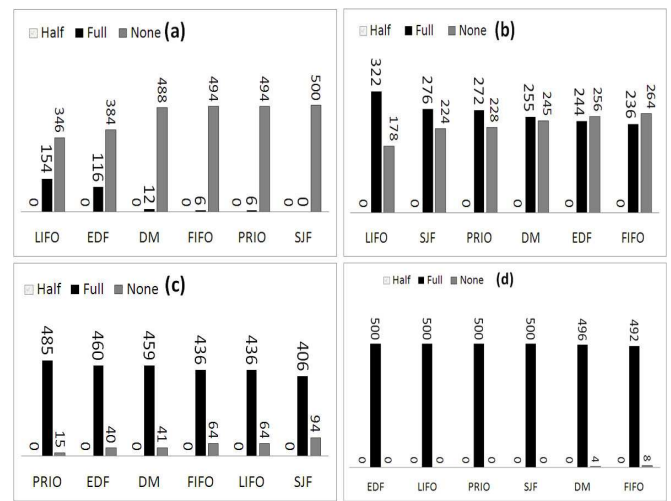 Half Full None (a)
0 154 346 0 116 384 0 12 488 0 6 494 0 6 494 0 0 500
LIFO EDF DM FIFO PRIO SJF
Half Full None (b)
0 322 178 0 276 224 0 272 228 0 255 245 0 244 256 0 236 264
LIFO SJF PRIO DM EDF FIFO
Half Full None (c)
0 485 15 0 460 40 0 459 41 0 436 64 0 436 64 0 406 94
PRIO EDF DM FIFO LIFO SJF
Half Full None (d)
0 500 0 0 500 0 0 500 0 0 500 0 0 496 4 0 492 8
EDF LIFO PRIO SJF DM FIFO